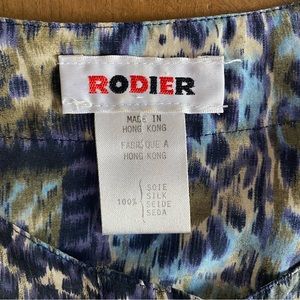 RODIER
MADE IN
HONG KONG
FABRIQUE A
HONG KONG
SOIE
SILK
100% SEIDE
SEDA